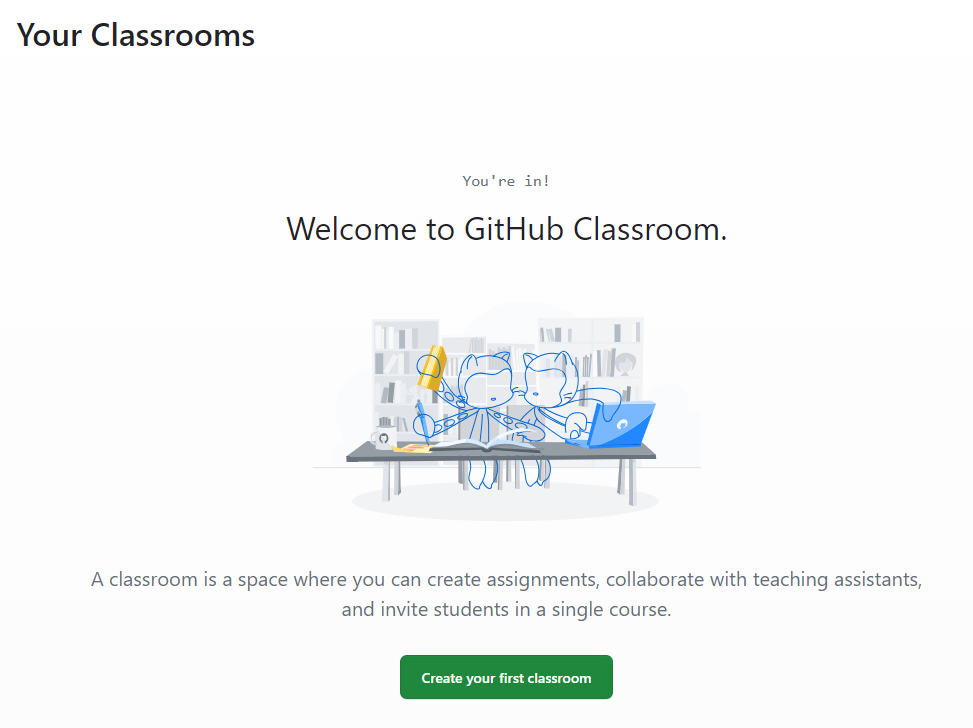 Your Classrooms
You're in!
Welcome to GitHub Classroom.
A classroom is a space where you can create assignments, collaborate with teaching assistants,
and invite students in a single course.
Create your first classroom